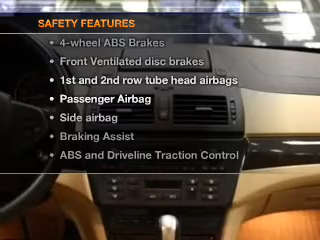 SAFETY FEATURES
• 4-wheel ABS Brakes
• Front Ventilated disc brakes
• 1st and 2nd row tube head airbags
• Passenger Airbag
• Side airbag
• Braking Assist
• ABS and Driveline Traction Control